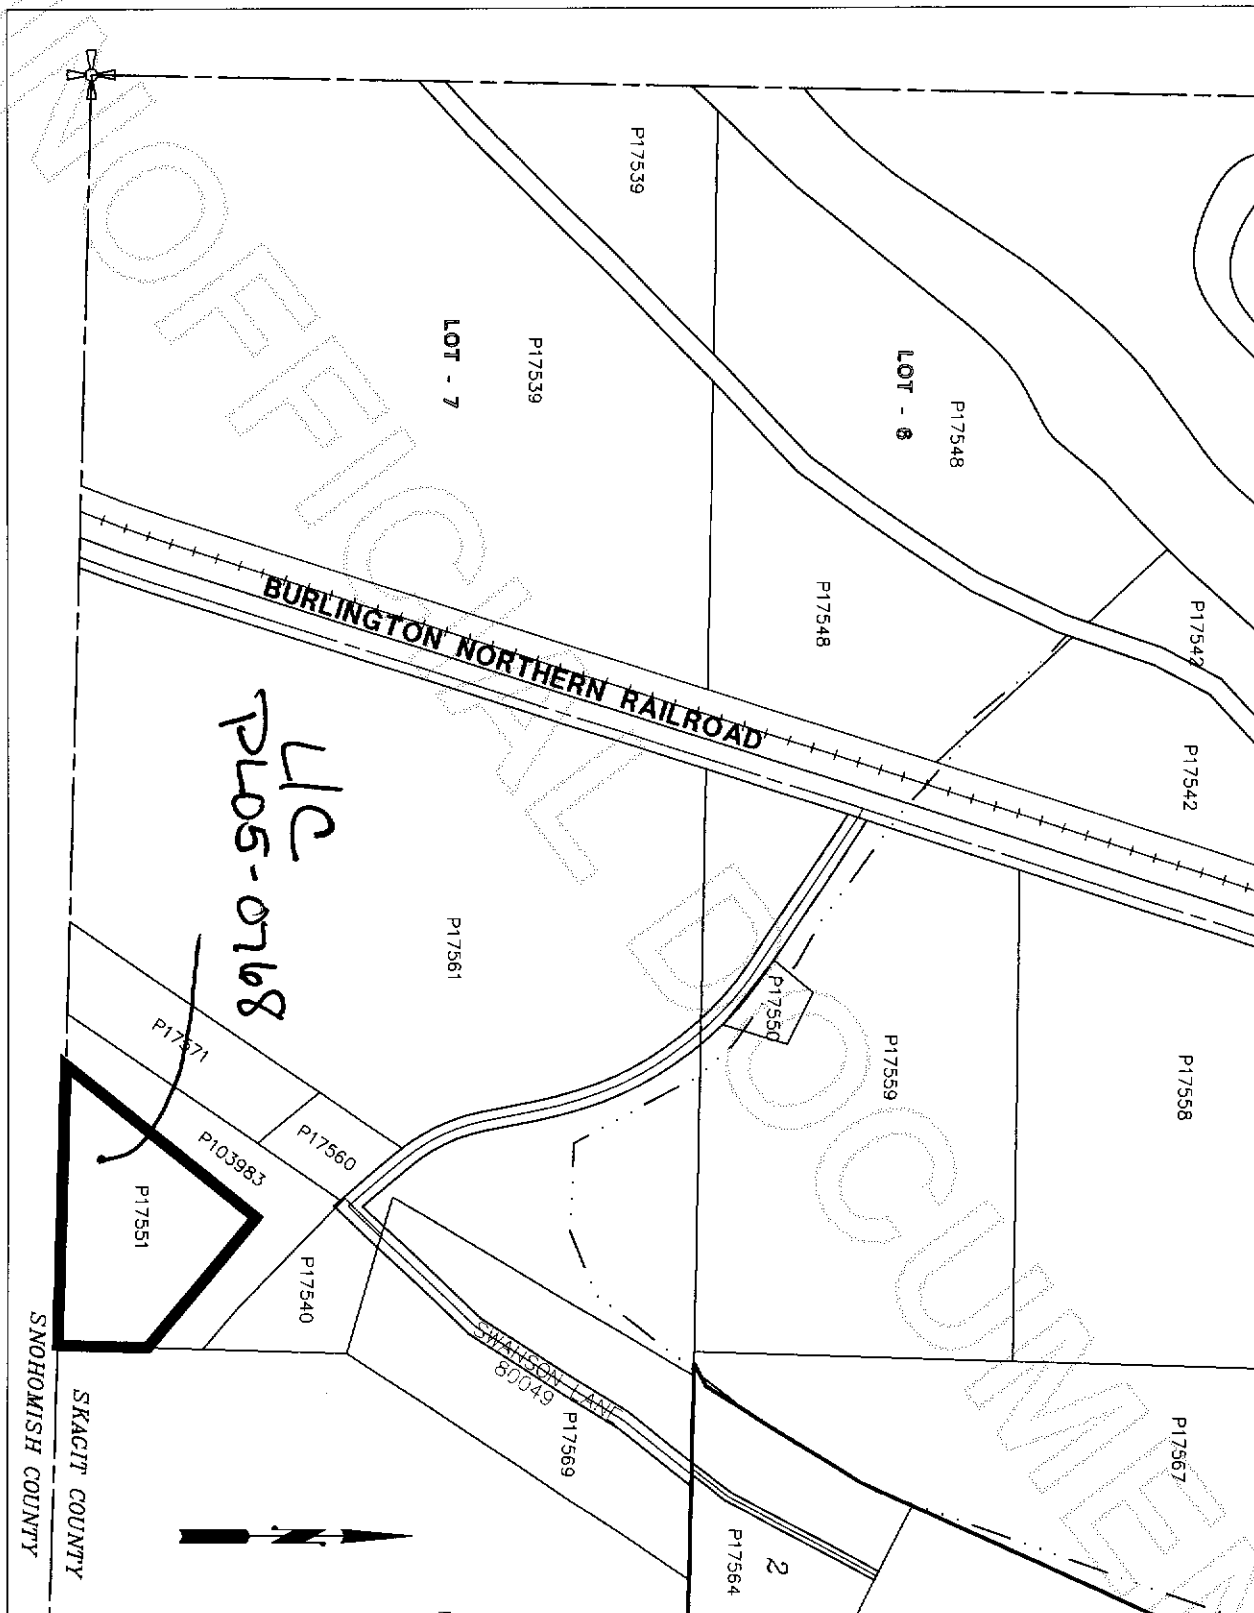 P17539
P17539
LOT - 7
P17548
LOT - 6
P17548
P17542
P17542
BURLINGTON NORTHERN RAILROAD
L/C
PL05-0768
P17561
P17550
P17559
P17558
P17571
P17560
P103983
P17551
P17540
SWANSON LANE
80049
P17569
P17567
P17564
2
SKAGIT COUNTY
SNOHOMISH COUNTY
N
UNOFFICIAL DOCUMENT